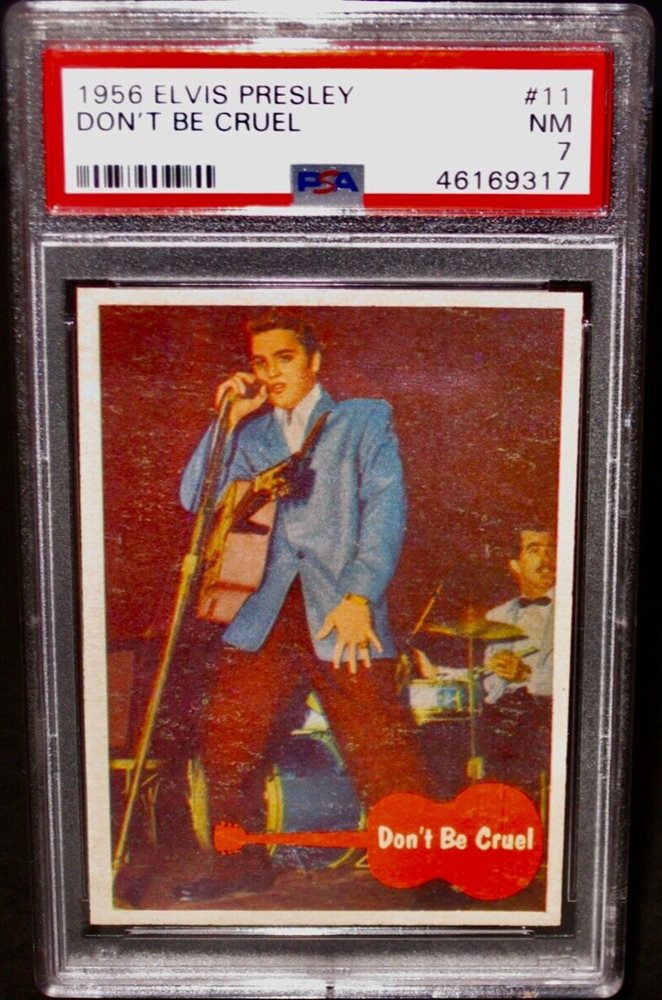 1956 ELVIS PRESLEY #11
DON'T BE CRUEL NM
7
PSA 46169317
Don't Be Cruel